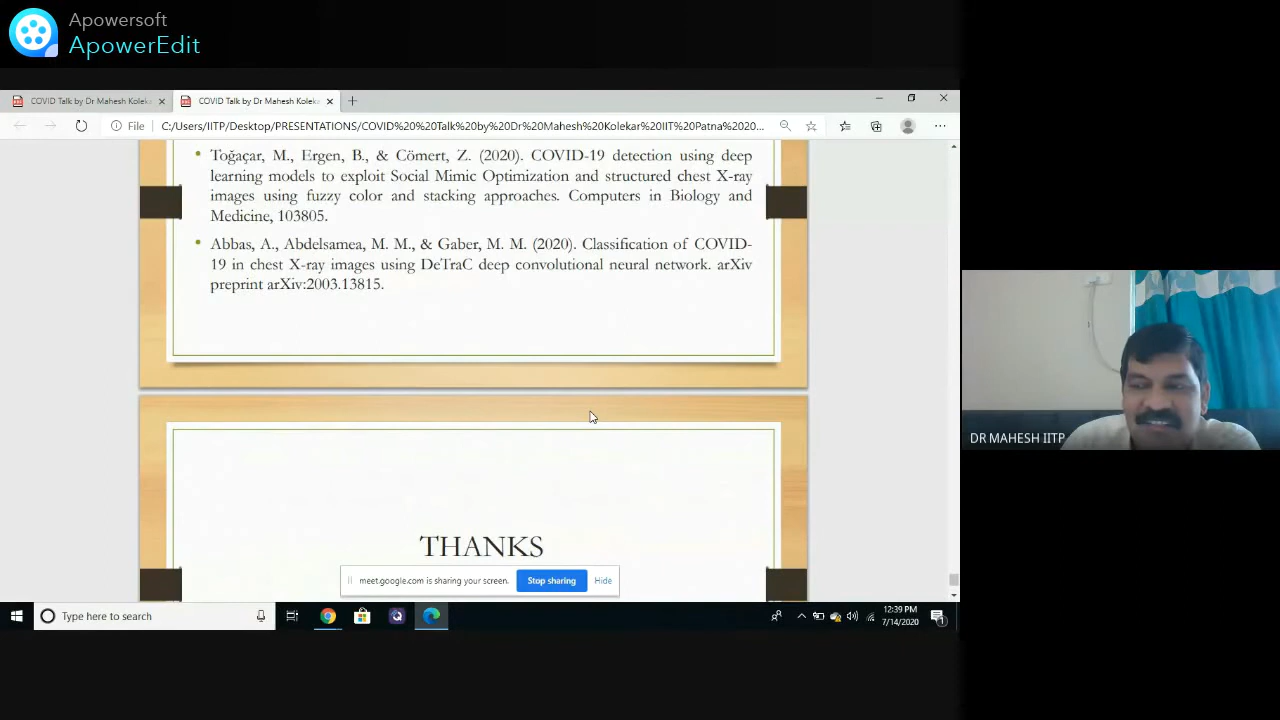 Apowersoft
ApowerEdit
COVID Talk by Dr Mahesh Koleka
COVID Talk by Dr Mahesh Koleka
File
C:/Users/IITP/Desktop/PRESENTATIONS/COVID%20%20Talk%20by%20Dr%20Mahesh%20Kolekar%20IIT%20Patna%2020...
• Toğaçar, M., Ergen, B., & Cömert, Z. (2020). COVID-19 detection using deep
learning models to exploit Social Mimic Optimization and structured chest X-ray
images using fuzzy color and stacking approaches. Computers in Biology and
Medicine, 103805.
• Abbas, A., Abdelsamea, M. M., & Gaber, M. M. (2020). Classification of COVID-
19 in chest X-ray images using DeTraC deep convolutional neural network. arXiv
preprint arXiv:2003.13815.
THANKS
meet.google.com is sharing your screen.
Stop sharing
Hide
DR MAHESH IITP
Type here to search
12:39 PM
7/14/2020